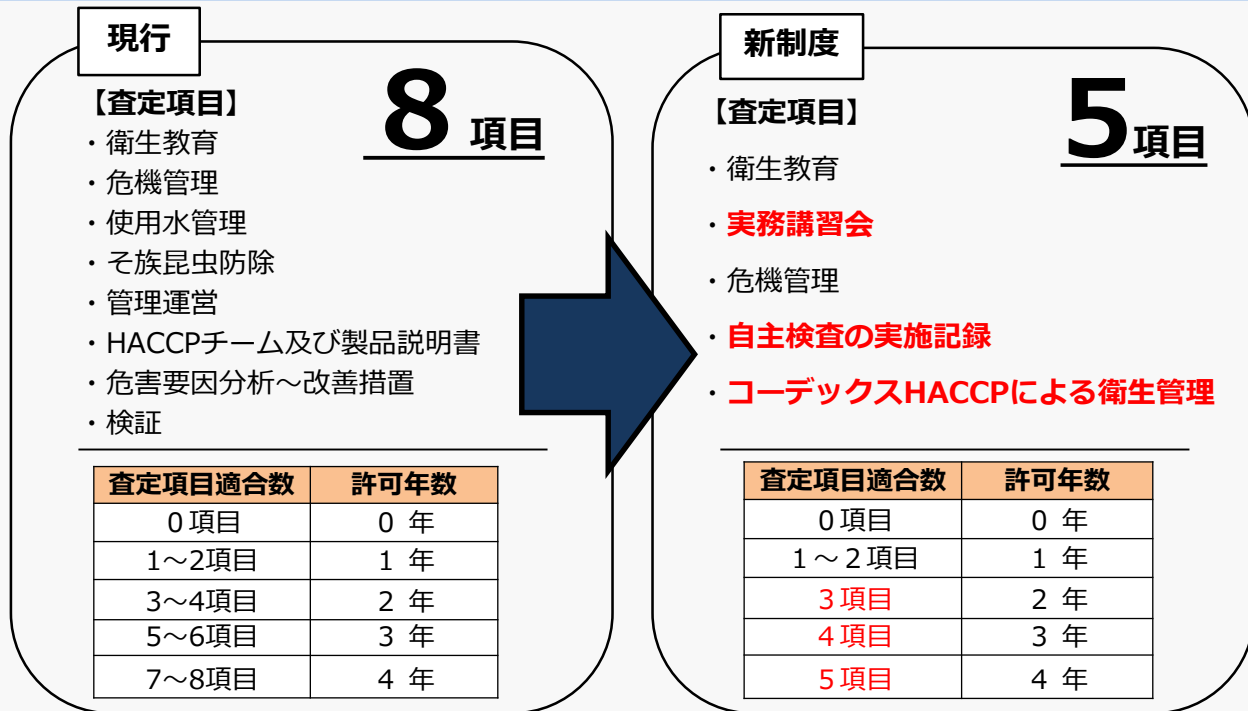 現行
【査定項目】
8 項目
・衛生教育
・危機管理
・使用水管理
・そ族昆虫防除
・管理運営
・HACCPチーム及び製品説明書
・危害要因分析～改善措置
・検証
査定項目適合数 許可年数
０項目 0 年
1～2項目 1 年
3～4項目 2 年
5～6項目 3 年
7～8項目 4 年
新制度
【査定項目】
5項目
・衛生教育
・実務講習会
・危機管理
・自主検査の実施記録
・コーデックスHACCPによる衛生管理
査定項目適合数 許可年数
０項目 0 年
１～２項目 1 年
３項目 2 年
４項目 3 年
５項目 4 年